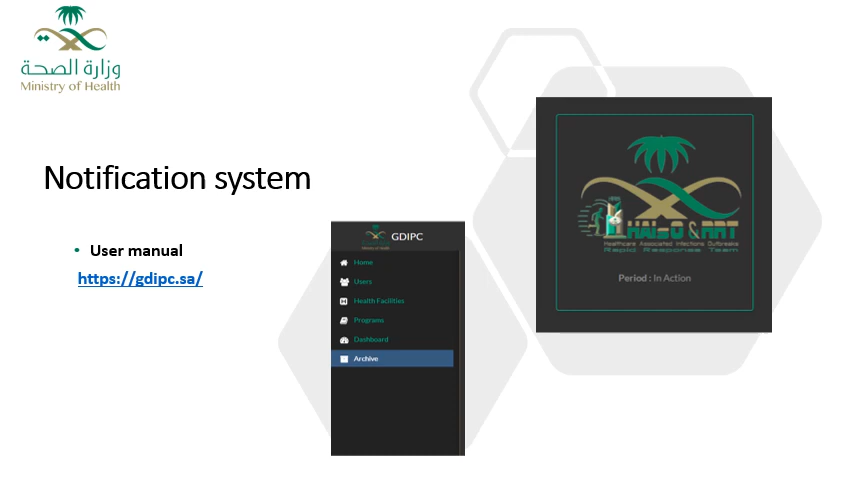 وزارة الصحة
Ministry of Health
Notification system
• User manual
https://gdipc.sa/
GDIPC
Home
Users
Health Facilities
Programs
Dashboard
Archive
HAI-O & RRT
Healthcare Associated Infections Outbreaks
Rapid Response Team
Period : In Action